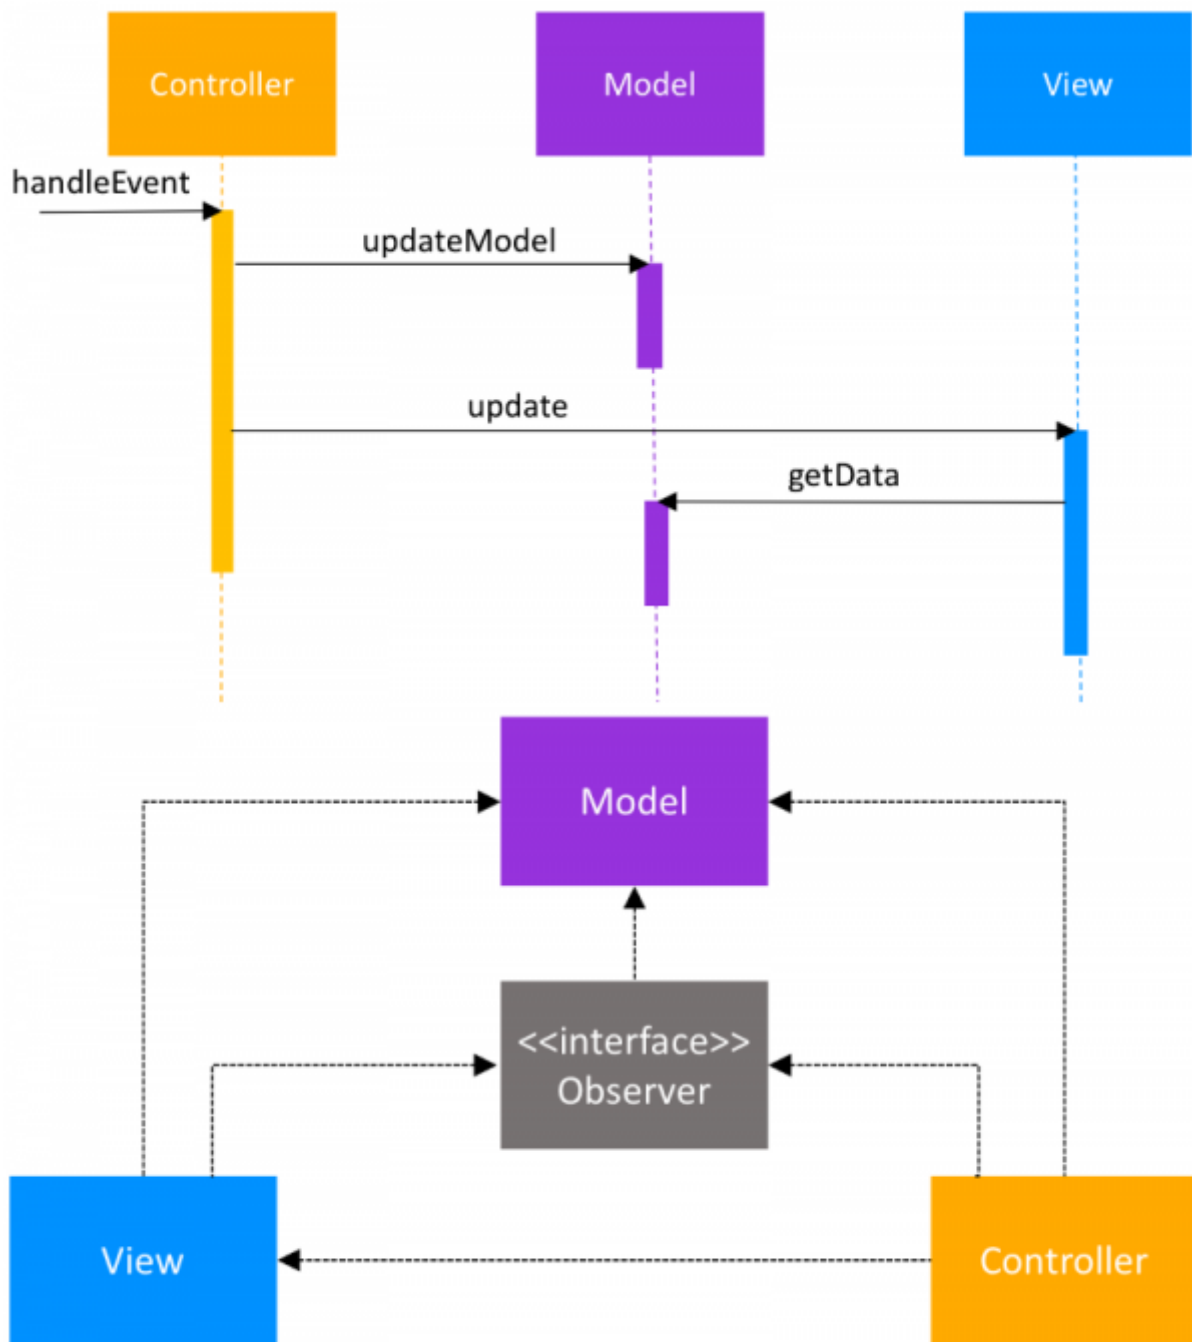 Controller
Model
View
handleEvent
updateModel
update
getData
Model
<<interface>>
Observer
View
Controller